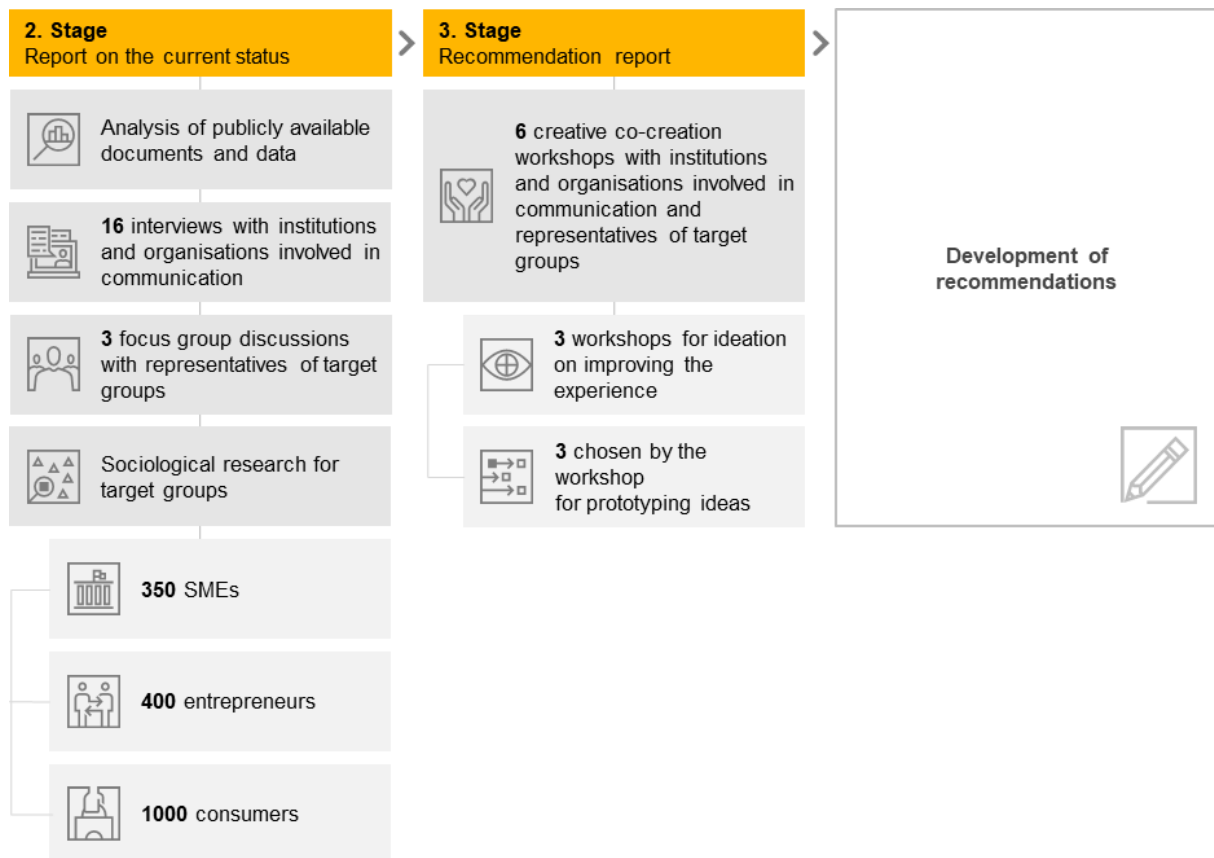 2. Stage
Report on the current status
Analysis of publicly available
documents and data
16 interviews with institutions
and organisations involved in
communication
3 focus group discussions
with representatives of target
groups
Sociological research for
target groups
350 SMEs
400 entrepreneurs
1000 consumers
3. Stage
Recommendation report
6 creative co-creation
workshops with institutions
and organisations involved in
communication and
representatives of target
groups
3 workshops for ideation
on improving the
experience
3 chosen by the
workshop
for prototyping ideas
Development of
recommendations